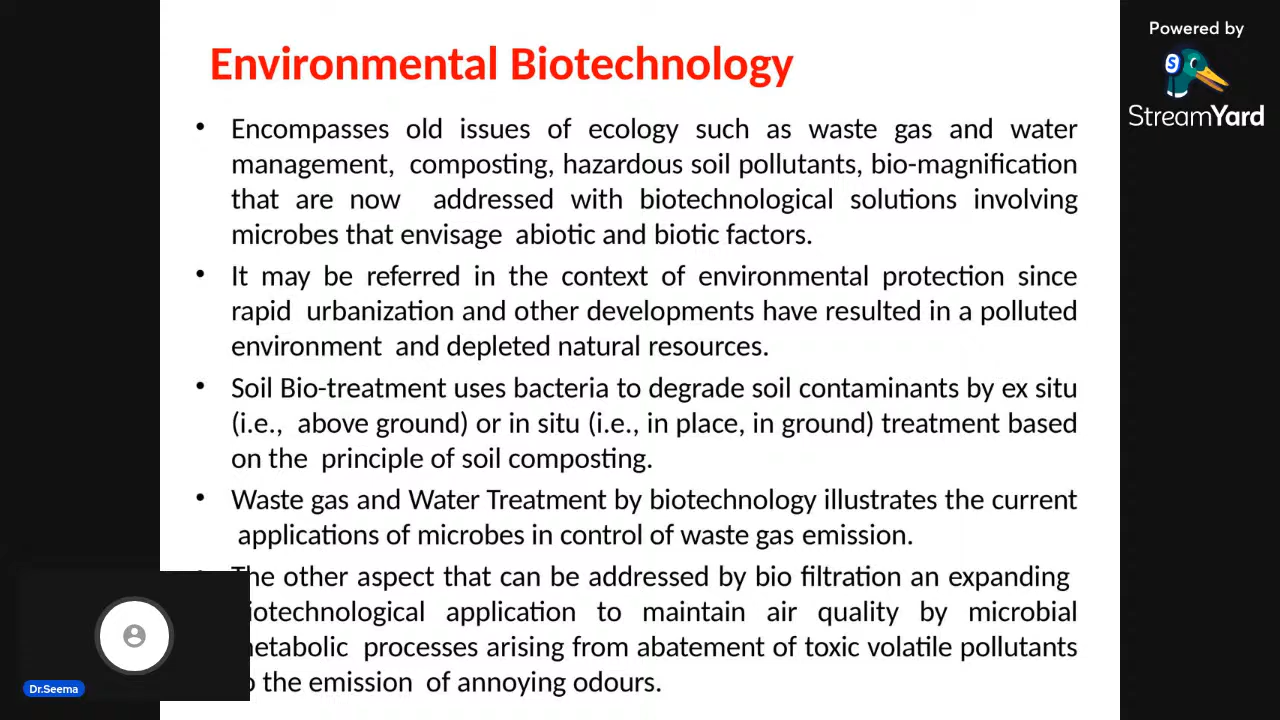 Environmental Biotechnology
Powered by
StreamYard
• Encompasses old issues of ecology such as waste gas and water
management, composting, hazardous soil pollutants, bio-magnification
that are now addressed with biotechnological solutions involving
microbes that envisage abiotic and biotic factors.
• It may be referred in the context of environmental protection since
rapid urbanization and other developments have resulted in a polluted
environment and depleted natural resources.
• Soil Bio-treatment uses bacteria to degrade soil contaminants by ex situ
(i.e., above ground) or in situ (i.e., in place, in ground) treatment based
on the principle of soil composting.
• Waste gas and Water Treatment by biotechnology illustrates the current
applications of microbes in control of waste gas emission.
The other aspect that can be addressed by bio filtration an expanding
iotechnological application to maintain air quality by microbial
etabolic processes arising from abatement of toxic volatile pollutants
the emission of annoying odours.
Dr.Seema